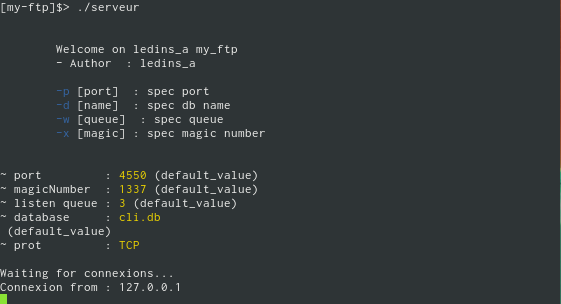 [my-ftp]$> ./serveur
Welcome on ledins_a my_ftp
- Author : ledins_a
-p [port] : spec port
-d [name] : spec db name
-w [queue] : spec queue
-x [magic] : spec magic number
~ port : 4550 (default_value)
~ magicNumber : 1337 (default_value)
~ listen queue : 3 (default_value)
~ database : cli.db
(default_value)
~ prot : TCP
Waiting for connexions...
Connexion from : 127.0.0.1